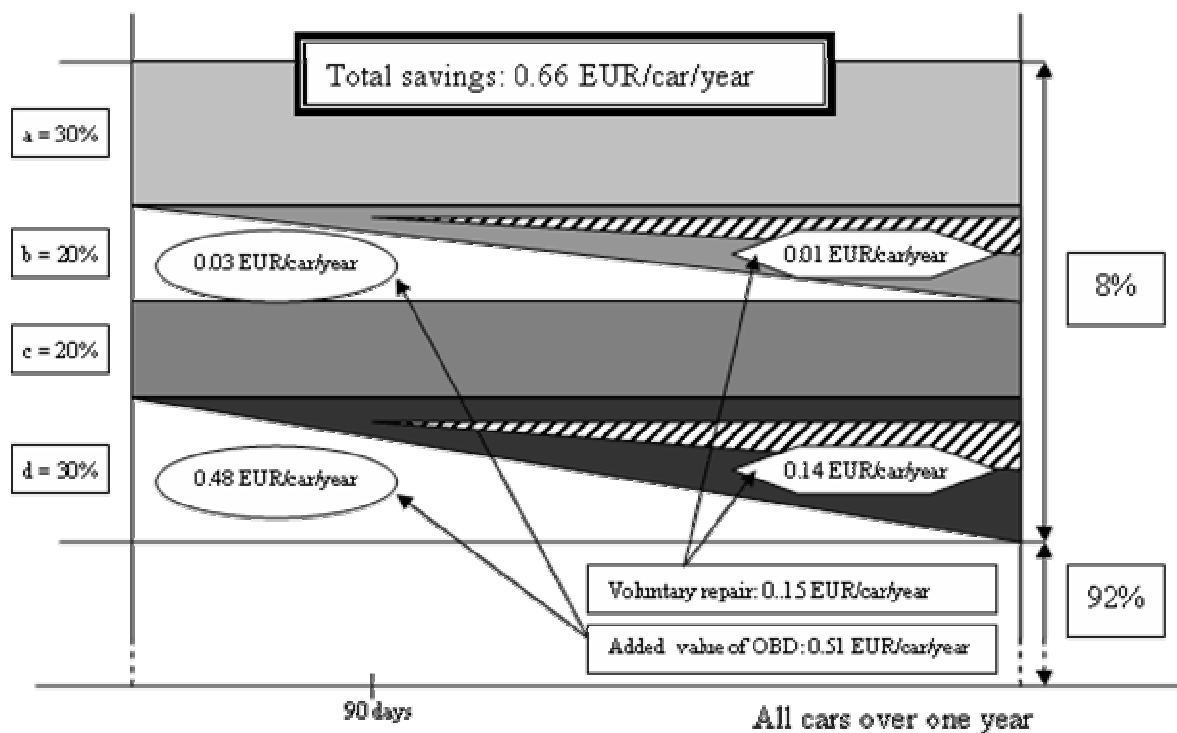 Total savings: 0.66 EUR/car/year
a = 30%
b = 20%
0.03 EUR/car/year
0.01 EUR/car/year
8%
c = 20%
d = 30%
0.48 EUR/car/year
0.14 EUR/car/year
Voluntary repair: 0..15 EUR/car/year
92%
Added value of OBD: 0.51 EUR/car/year
90 days
All cars over one year